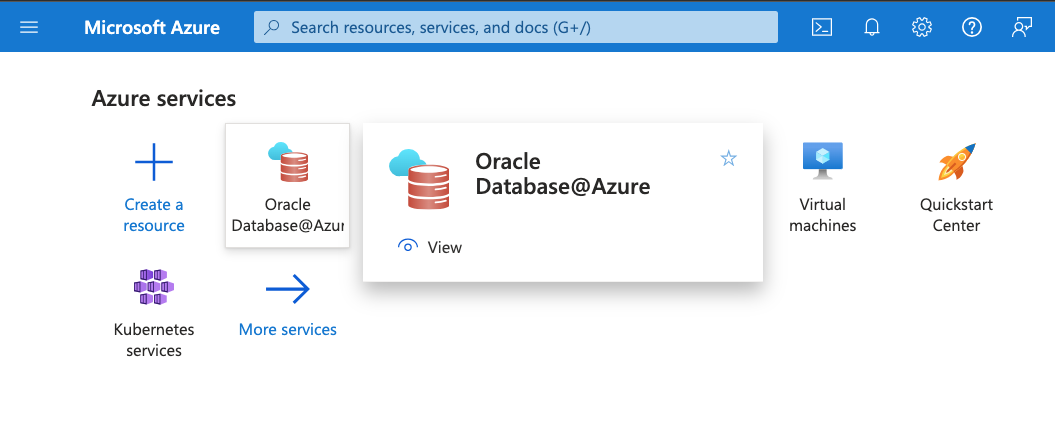 Microsoft Azure
Search resources, services, and docs (G+/)
Azure services
Create a
resource
Oracle
Database@Azur
Oracle
Database@Azure
View
Virtual
machines
Quickstart
Center
Kubernetes
services
More services